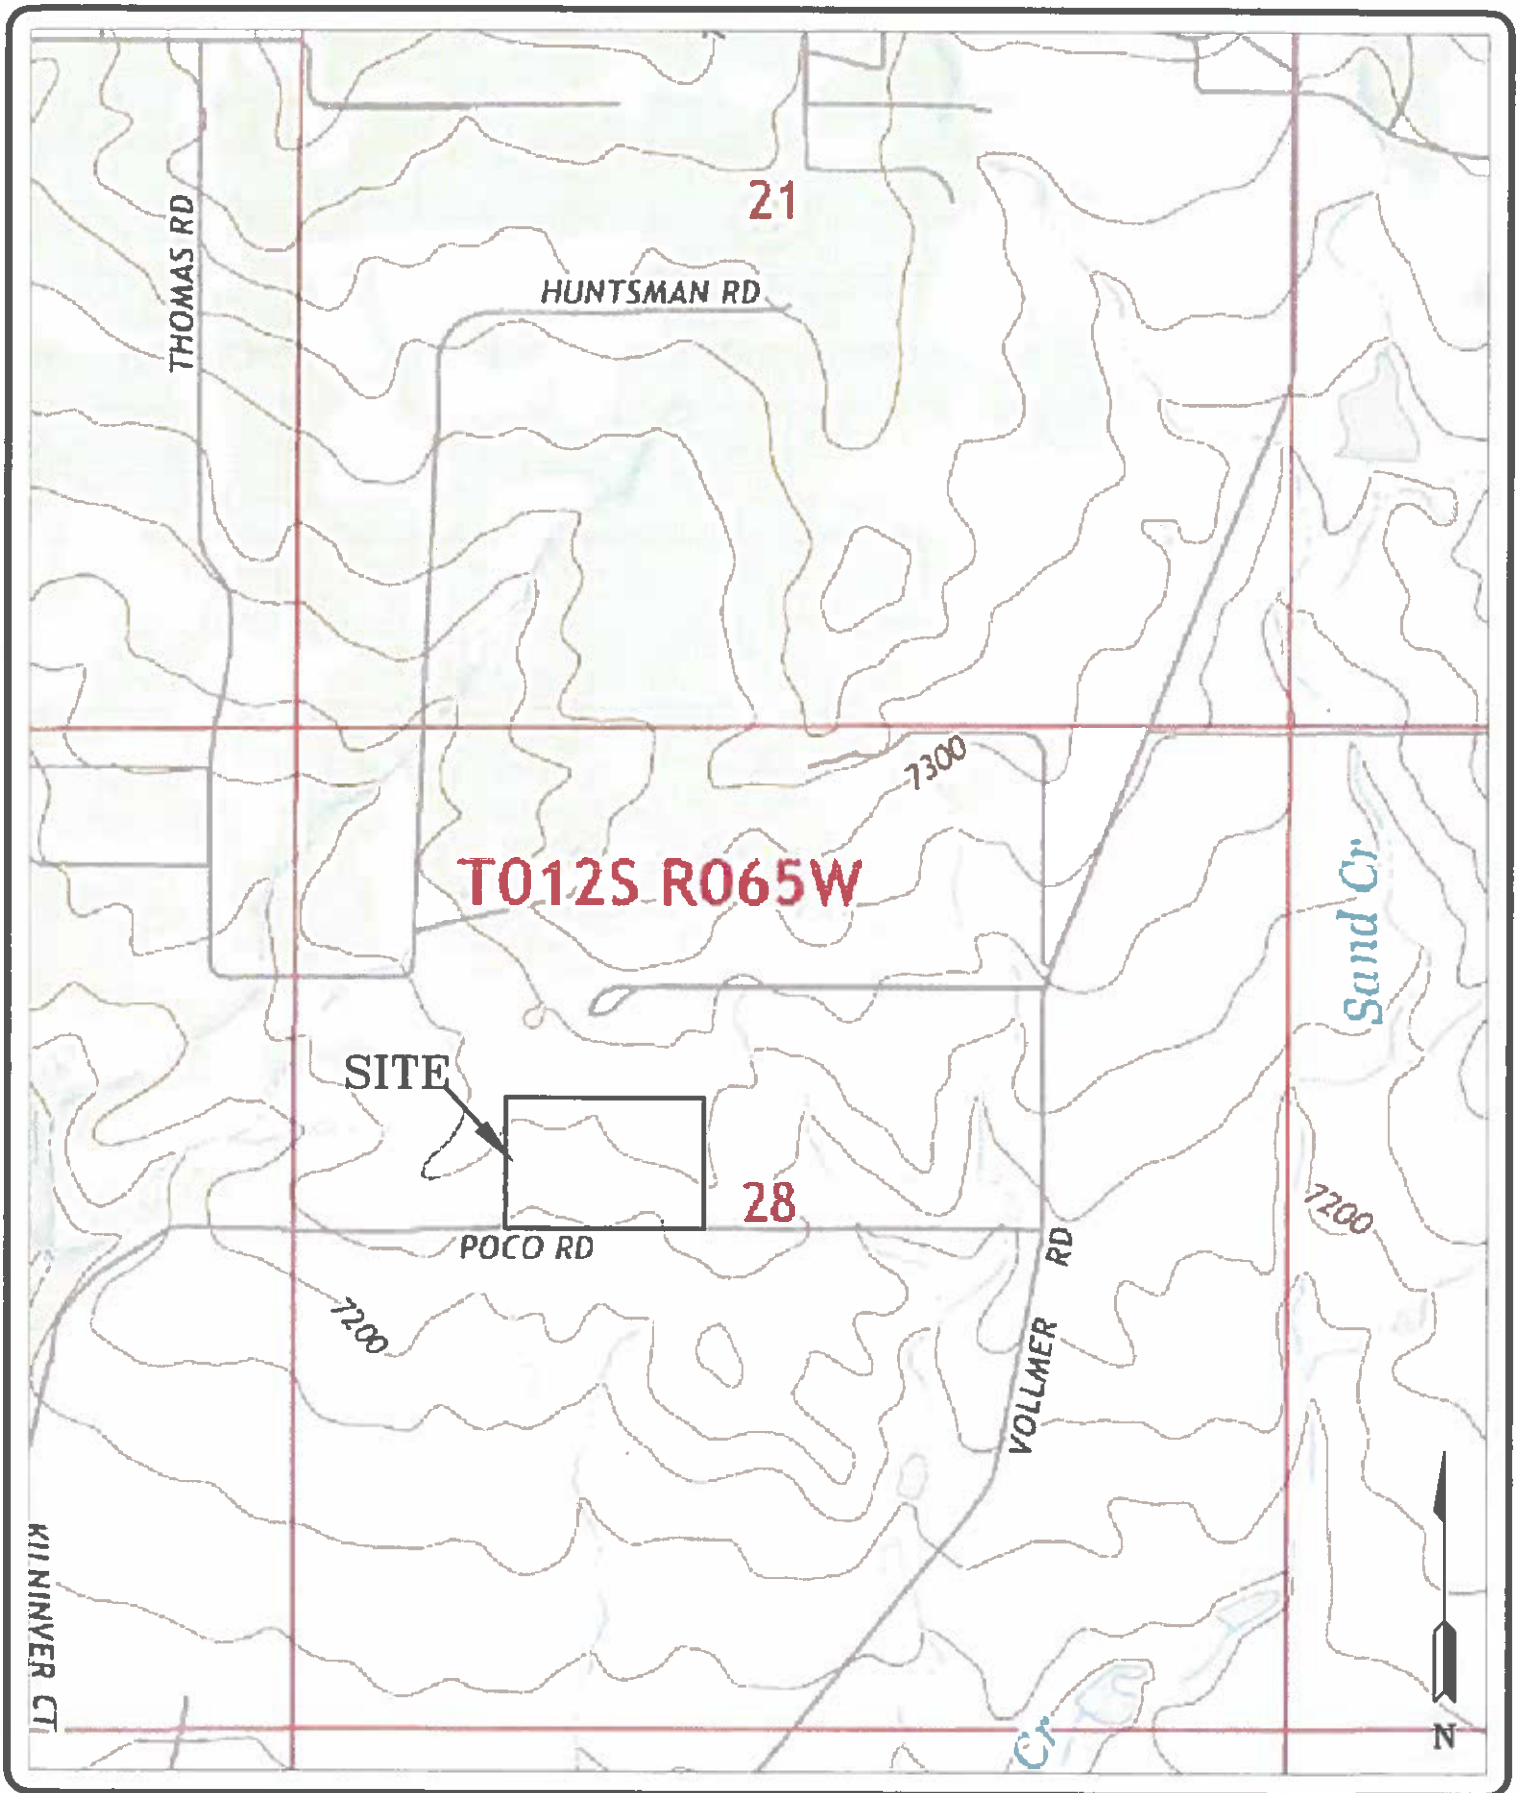 21
THOMAS RD
HUNTSMAN RD
7300
T012S R065W
Sand Cr
SITE
28
7200
POCO RD
RD
7200
VOLLMER
KILNINVER CT
Cr
N